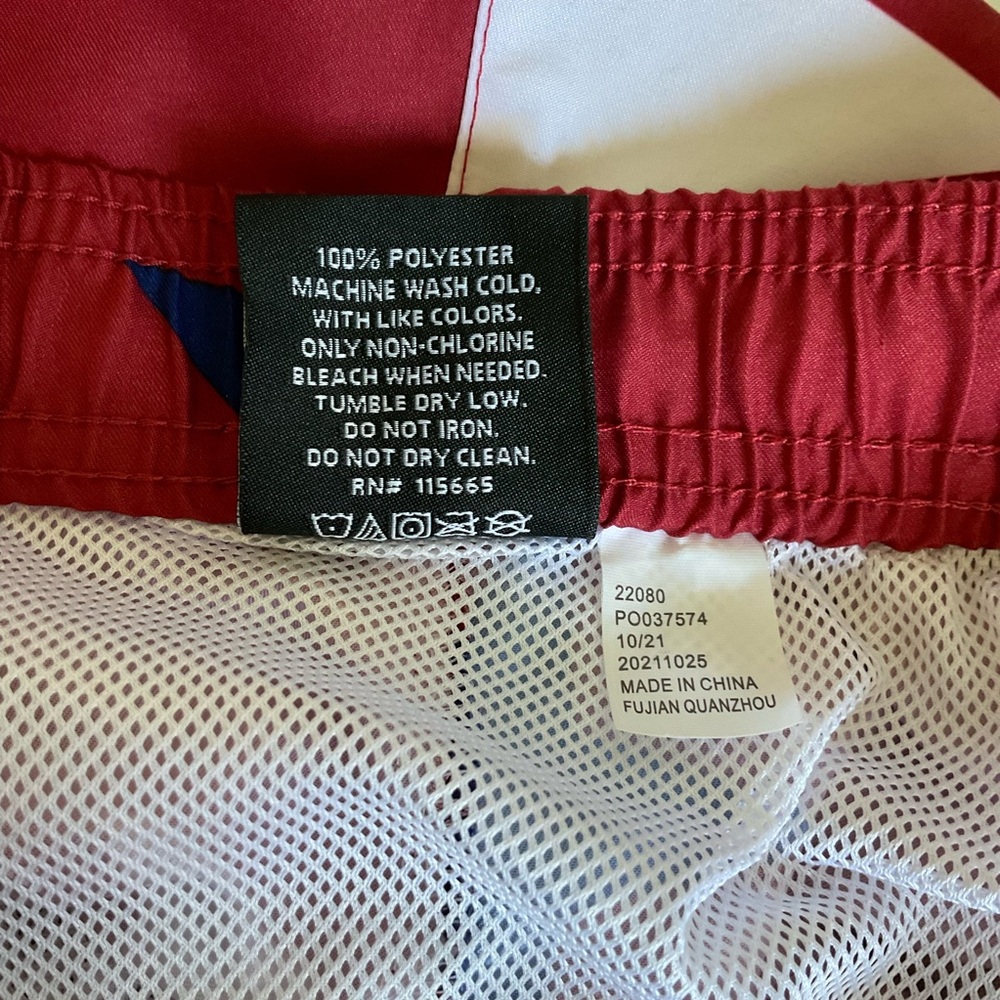 100% POLYESTER
MACHINE WASH COLD,
WITH LIKE COLORS.
ONLY NON-CHLORINE
BLEACH WHEN NEEDED.
TUMBLE DRY LOW.
DO NOT IRON.
DO NOT DRY CLEAN.
RN# 115665
22080
PO037574
10/21
20211025
MADE IN CHINA
FUJIAN QUANZHOU